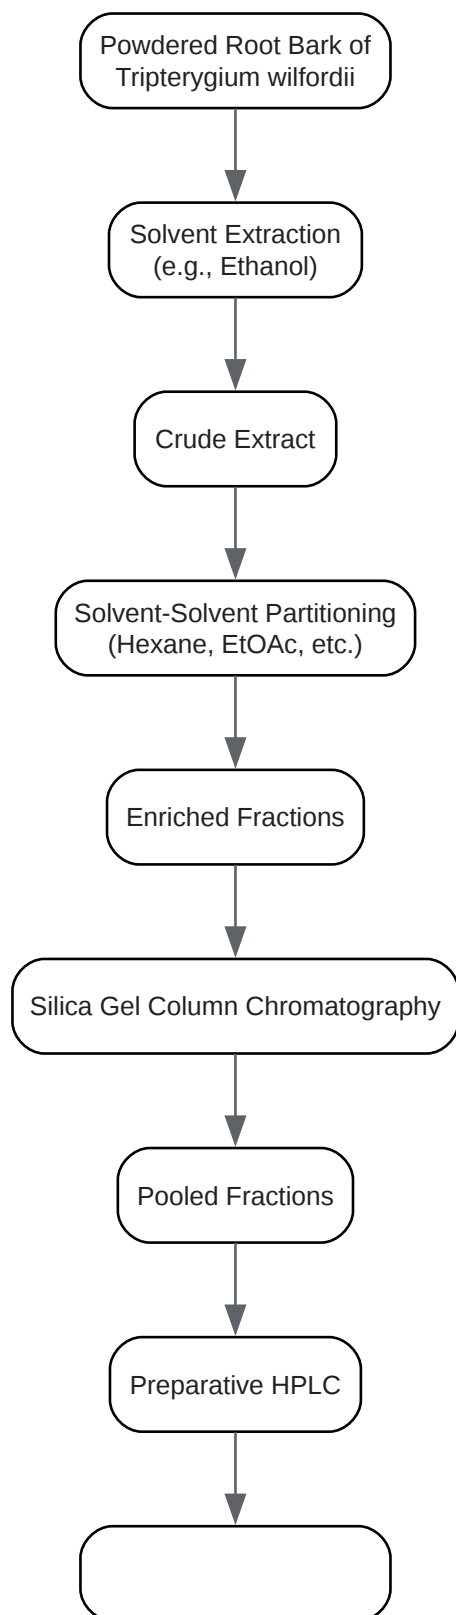 Powdered Root Bark of
Tripterygium wilfordii
Solvent Extraction
(e.g., Ethanol)
Crude Extract
Solvent-Solvent Partitioning
(Hexane, EtOAc, etc.)
Enriched Fractions
Silica Gel Column Chromatography
Pooled Fractions
Preparative HPLC